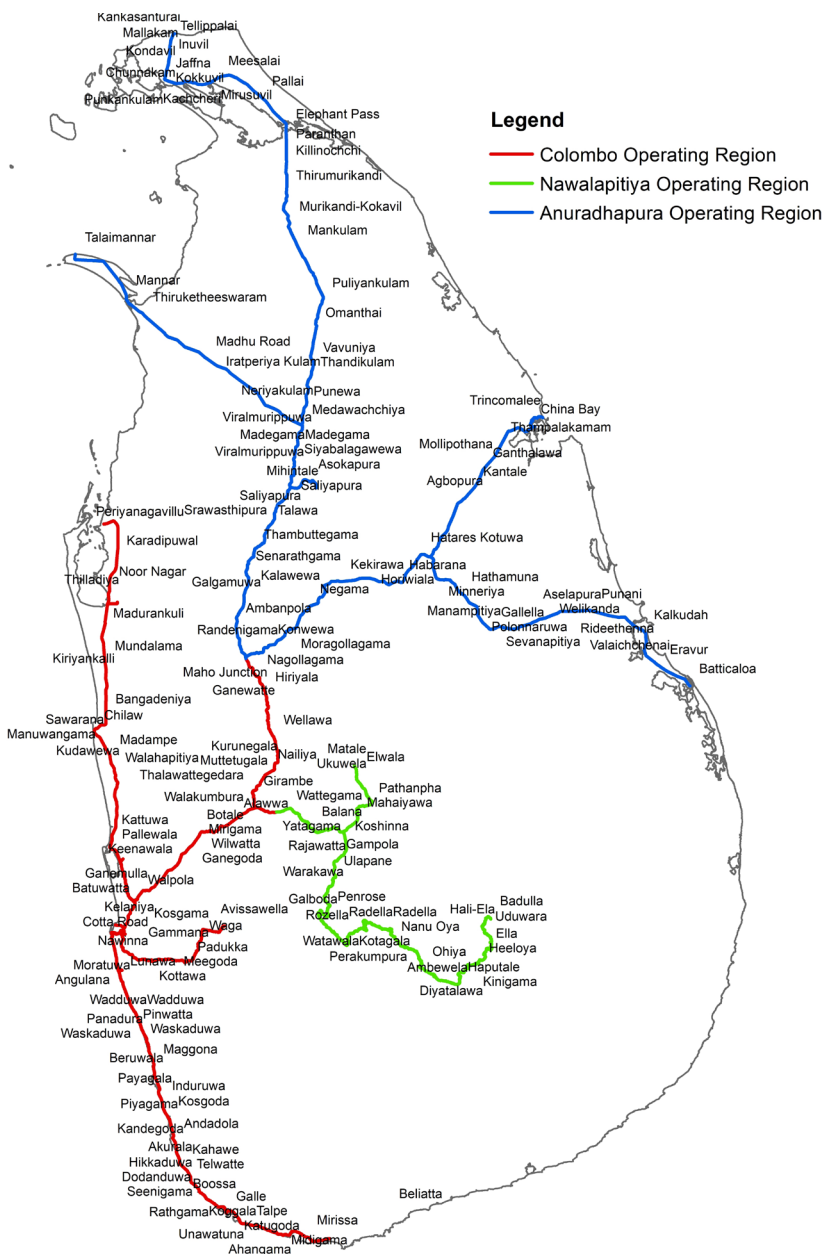 Kankasanturai
Tellippalai
Mallakam
Inuvil
Kondavil
Jaffna
Meesalai
Chunnakam
Kokkuvil
Pallai
Punkankulam
Kachcheri
Mirusuvil
Elephant Pass
Paranthan
Killinochchi
Thirumurikandi
Murikandi-Kokavil
Mankulam
Legend
Colombo Operating Region
Nawalapitiya Operating Region
Anuradhapura Operating Region
Talaimannar
Mannar
Thiruketheeswaram
Puliyankulam
Omanthai
Madhu Road
Vavuniya
Iratperiya Kulam
Thandikulam
Neriyakulam
Punewa
Medawachchiya
Viralmurippuwa
Madegama
Madegama
Viralmurippuwa
Siyabalagawewa
Mihintale
Asokapura
Saliyapura
Saliyapura
Trincomalee
China Bay
Thampalakamam
Mollipothana
Ganthalawa
Kantale
Agbopura
Periyanagavillu
Srawasthipura
Talawa
Karadipuwal
Thambuttegama
Hatares Kotuwa
Senarathgama
Noor Nagar
Thilladiya
Galgamuwa
Kalawewa
Kekirawa
Habarana
Horiwiala
Negama
Hathamuna
Minneriya
Aselapura
Punani
Madurankuli
Ambanpola
Manampitiya
Gallella
Welikanda
Kalkudah
Randenigama
Konwewa
Polonnaruwa
Rideethenna
Mundalama
Moragollagama
Sevanapitiya
Valaichchenai
Eravur
Kiriyankalli
Nagollagama
Maho Junction
Hiriyala
Batticaloa
Ganewatte
Bangadeniya
Sawarana
Chilaw
Wellawa
Manuwangama
Madampe
Kudawewa
Walahapitiya
Kurunegala
Muttetugala
Nailiya
Matale
Ukuwela
Elwala
Thalawattegedara
Girambe
Pathanpha
Walakumbura
Wattegama
Mahaiyawa
Alawwa
Botale
Balana
Kattuwa
Mirigama
Yatagama
Koshinna
Pallewala
Wilwatta
Rajawatta
Gampola
Keenawala
Ganegoda
Ulapane
Ganemulla
Walpola
Warakawa
Batuwatta
Kelaniya
Kosgama
Avissawella
Galboda
Penrose
Rozella
Radella
Radella
Hali-Ela
Badulla
Uduwara
Cotta Road
Gammana
Waga
Nanu Oya
Ella
Nawinna
Padukka
Watawala
Kotagala
Ohiya
Heeloya
Moratuwa
Lunawa
Meegoda
Perakumpura
Ambewela
Haputale
Angulana
Kottawa
Diyatalawa
Kinigama
Wadduwa
Wadduwa
Panadura
Pinwatta
Waskaduwa
Waskaduwa
Maggona
Beruwala
Payagala
Induruwa
Piyagama
Kosgoda
Kandegoda
Andadola
Akurala
Kahawe
Hikkaduwa
Telwatte
Dodanduwa
Boossa
Seenigama
Galle
Beliatta
Rathgama
Koggala
Talpe
Katugoda
Mirissa
Unawatuna
Midigama
Ahangama